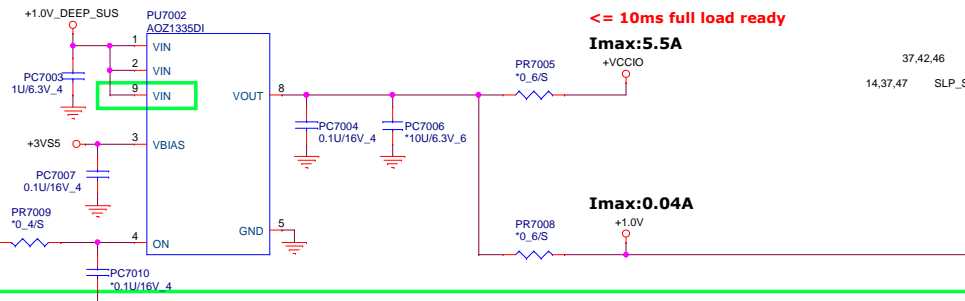 <= 10ms full load ready
+1.0V_DEEP_SUS
PU7002
AOZ1335DI
Imax:5.5A
+VCCIO
PR7005
*0_6/S
37,42,46
14,37,47 SLP_S
1 VIN
2 VIN
9 VIN
PC7003
1U/6.3V_4
VOUT 8
PC7004
0.1U/16V_4
PC7006
*10U/6.3V_6
+3VS5
3 VBIAS
PC7007
0.1U/16V_4
PR7009
*0_4/S
4 ON
GND 5
Imax:0.04A
+1.0V
PR7008
*0_6/S
PC7010
*0.1U/16V_4